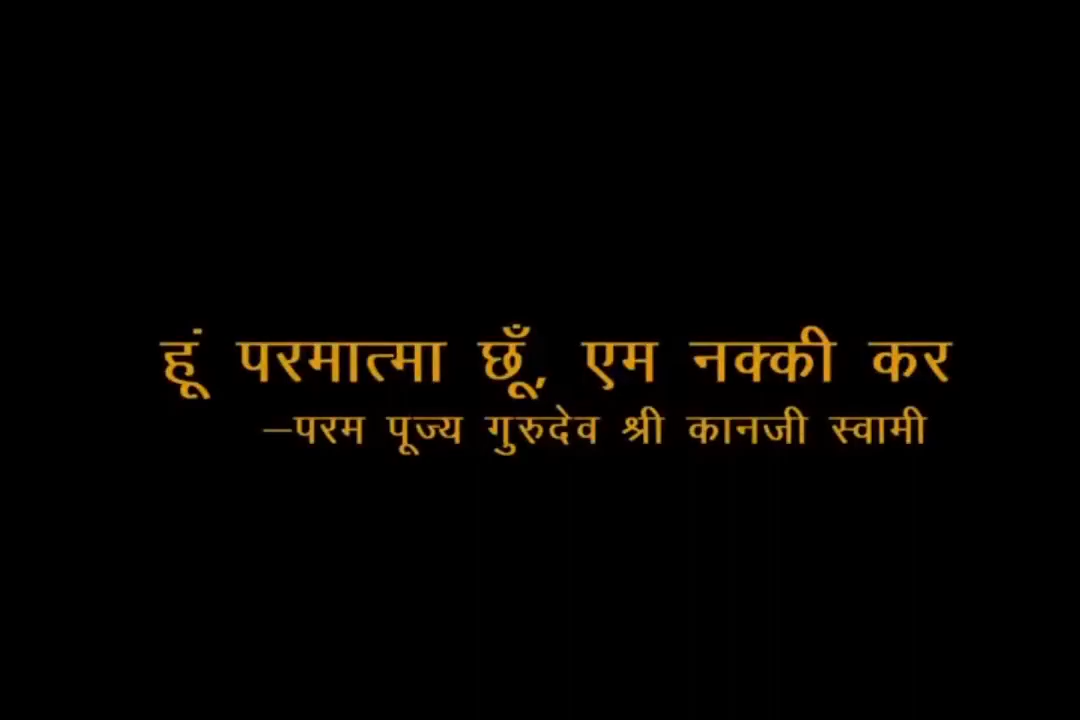 हूं परमात्मा छूँ, एम नक्की कर
–परम पूज्य गुरुदेव श्री कानजी स्वामी